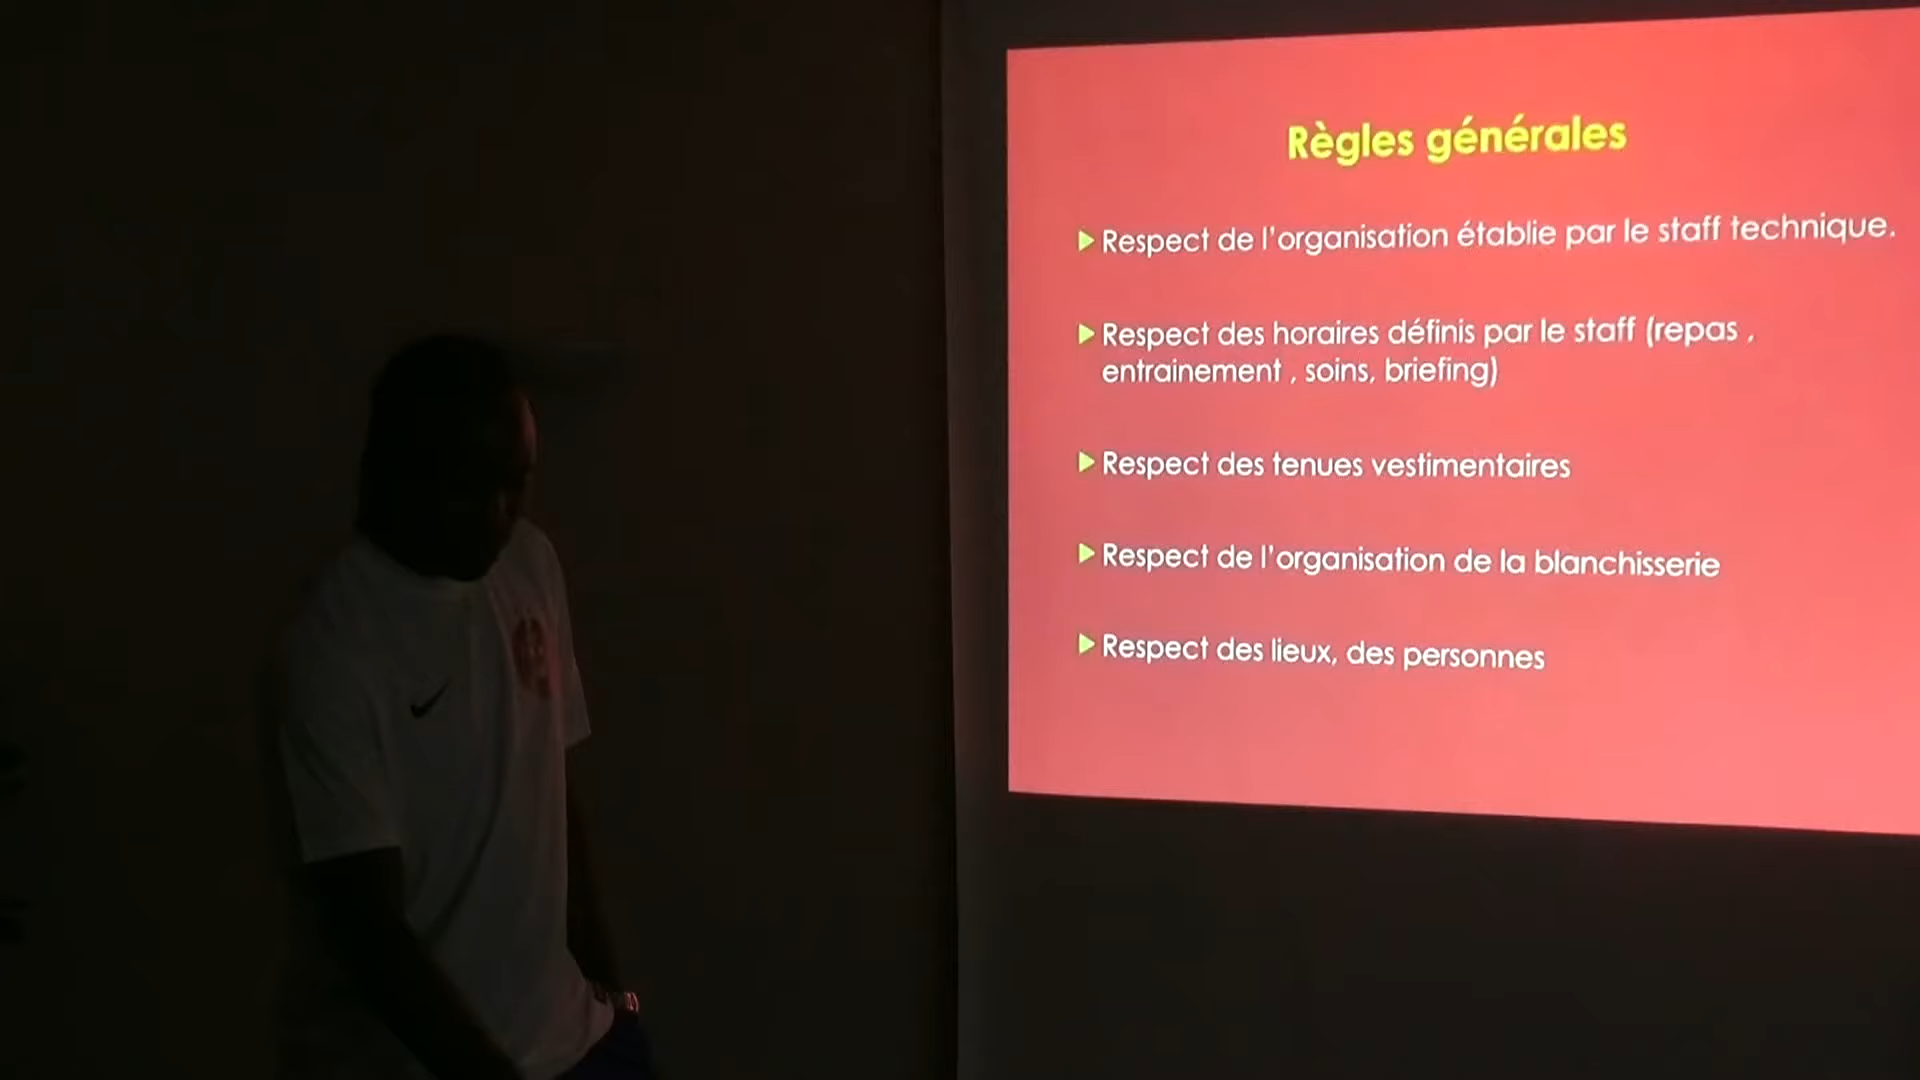 Règles générales
Respect de l'organisation établie par le staff technique.
Respect des horaires définis par le staff (repas ,
entrainement , soins, briefing)
Respect des tenues vestimentaires
Respect de l'organisation de la blanchisserie
Respect des lieux, des personnes